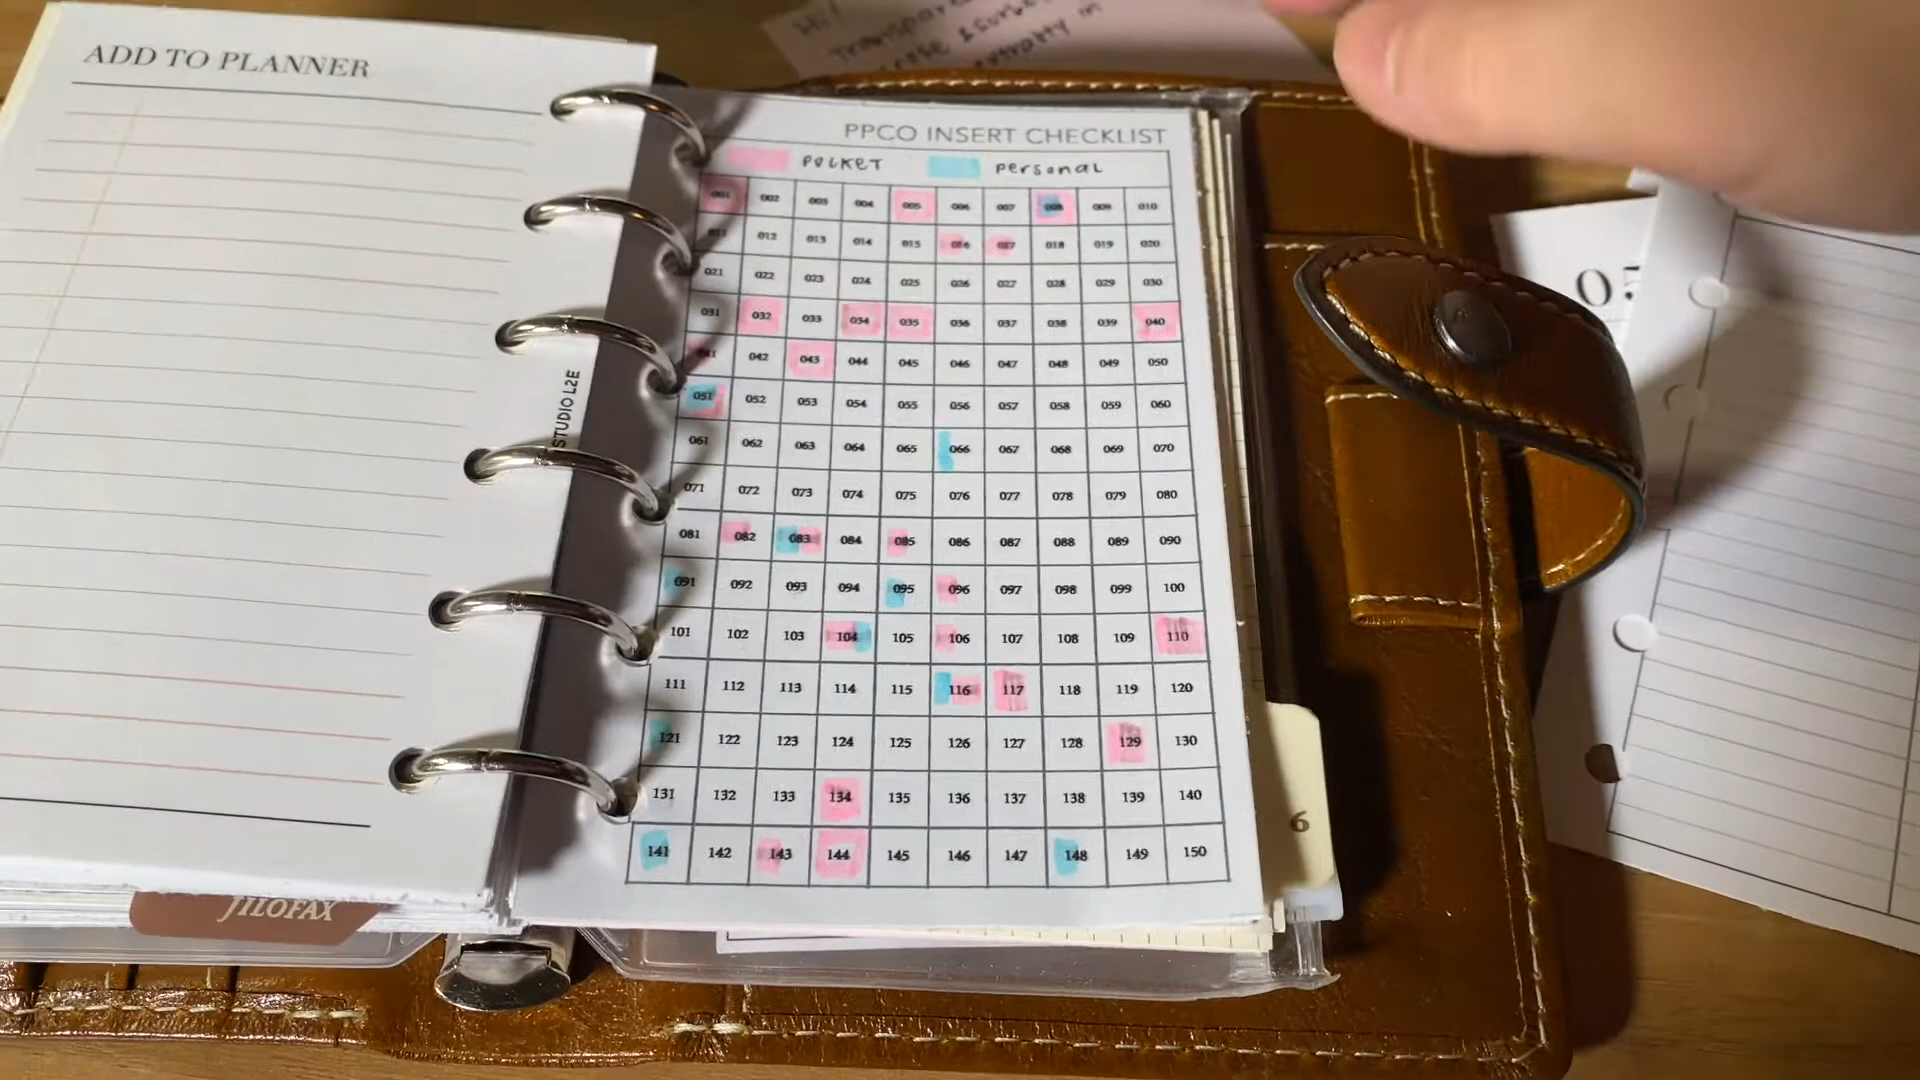 Hi!
ADD TO PLANNER
PPCO INSERT CHECKLIST
POCKET personal
001 002 003 004 005 006 007 008 009 010
011 012 013 014 015 016 017 018 019 020
021 022 023 024 025 026 027 028 029 030
031 032 033 034 035 036 037 038 039 040
041 042 043 044 045 046 047 048 049 050
051 052 053 054 055 056 057 058 059 060
061 062 063 064 065 066 067 068 069 070
071 072 073 074 075 076 077 078 079 080
081 082 083 084 085 086 087 088 089 090
091 092 093 094 095 096 097 098 099 100
101 102 103 104 105 106 107 108 109 110
111 112 113 114 115 116 117 118 119 120
121 122 123 124 125 126 127 128 129 130
131 132 133 134 135 136 137 138 139 140
141 142 143 144 145 146 147 148 149 150
STUDIO L2E
6
05
FILOFAX